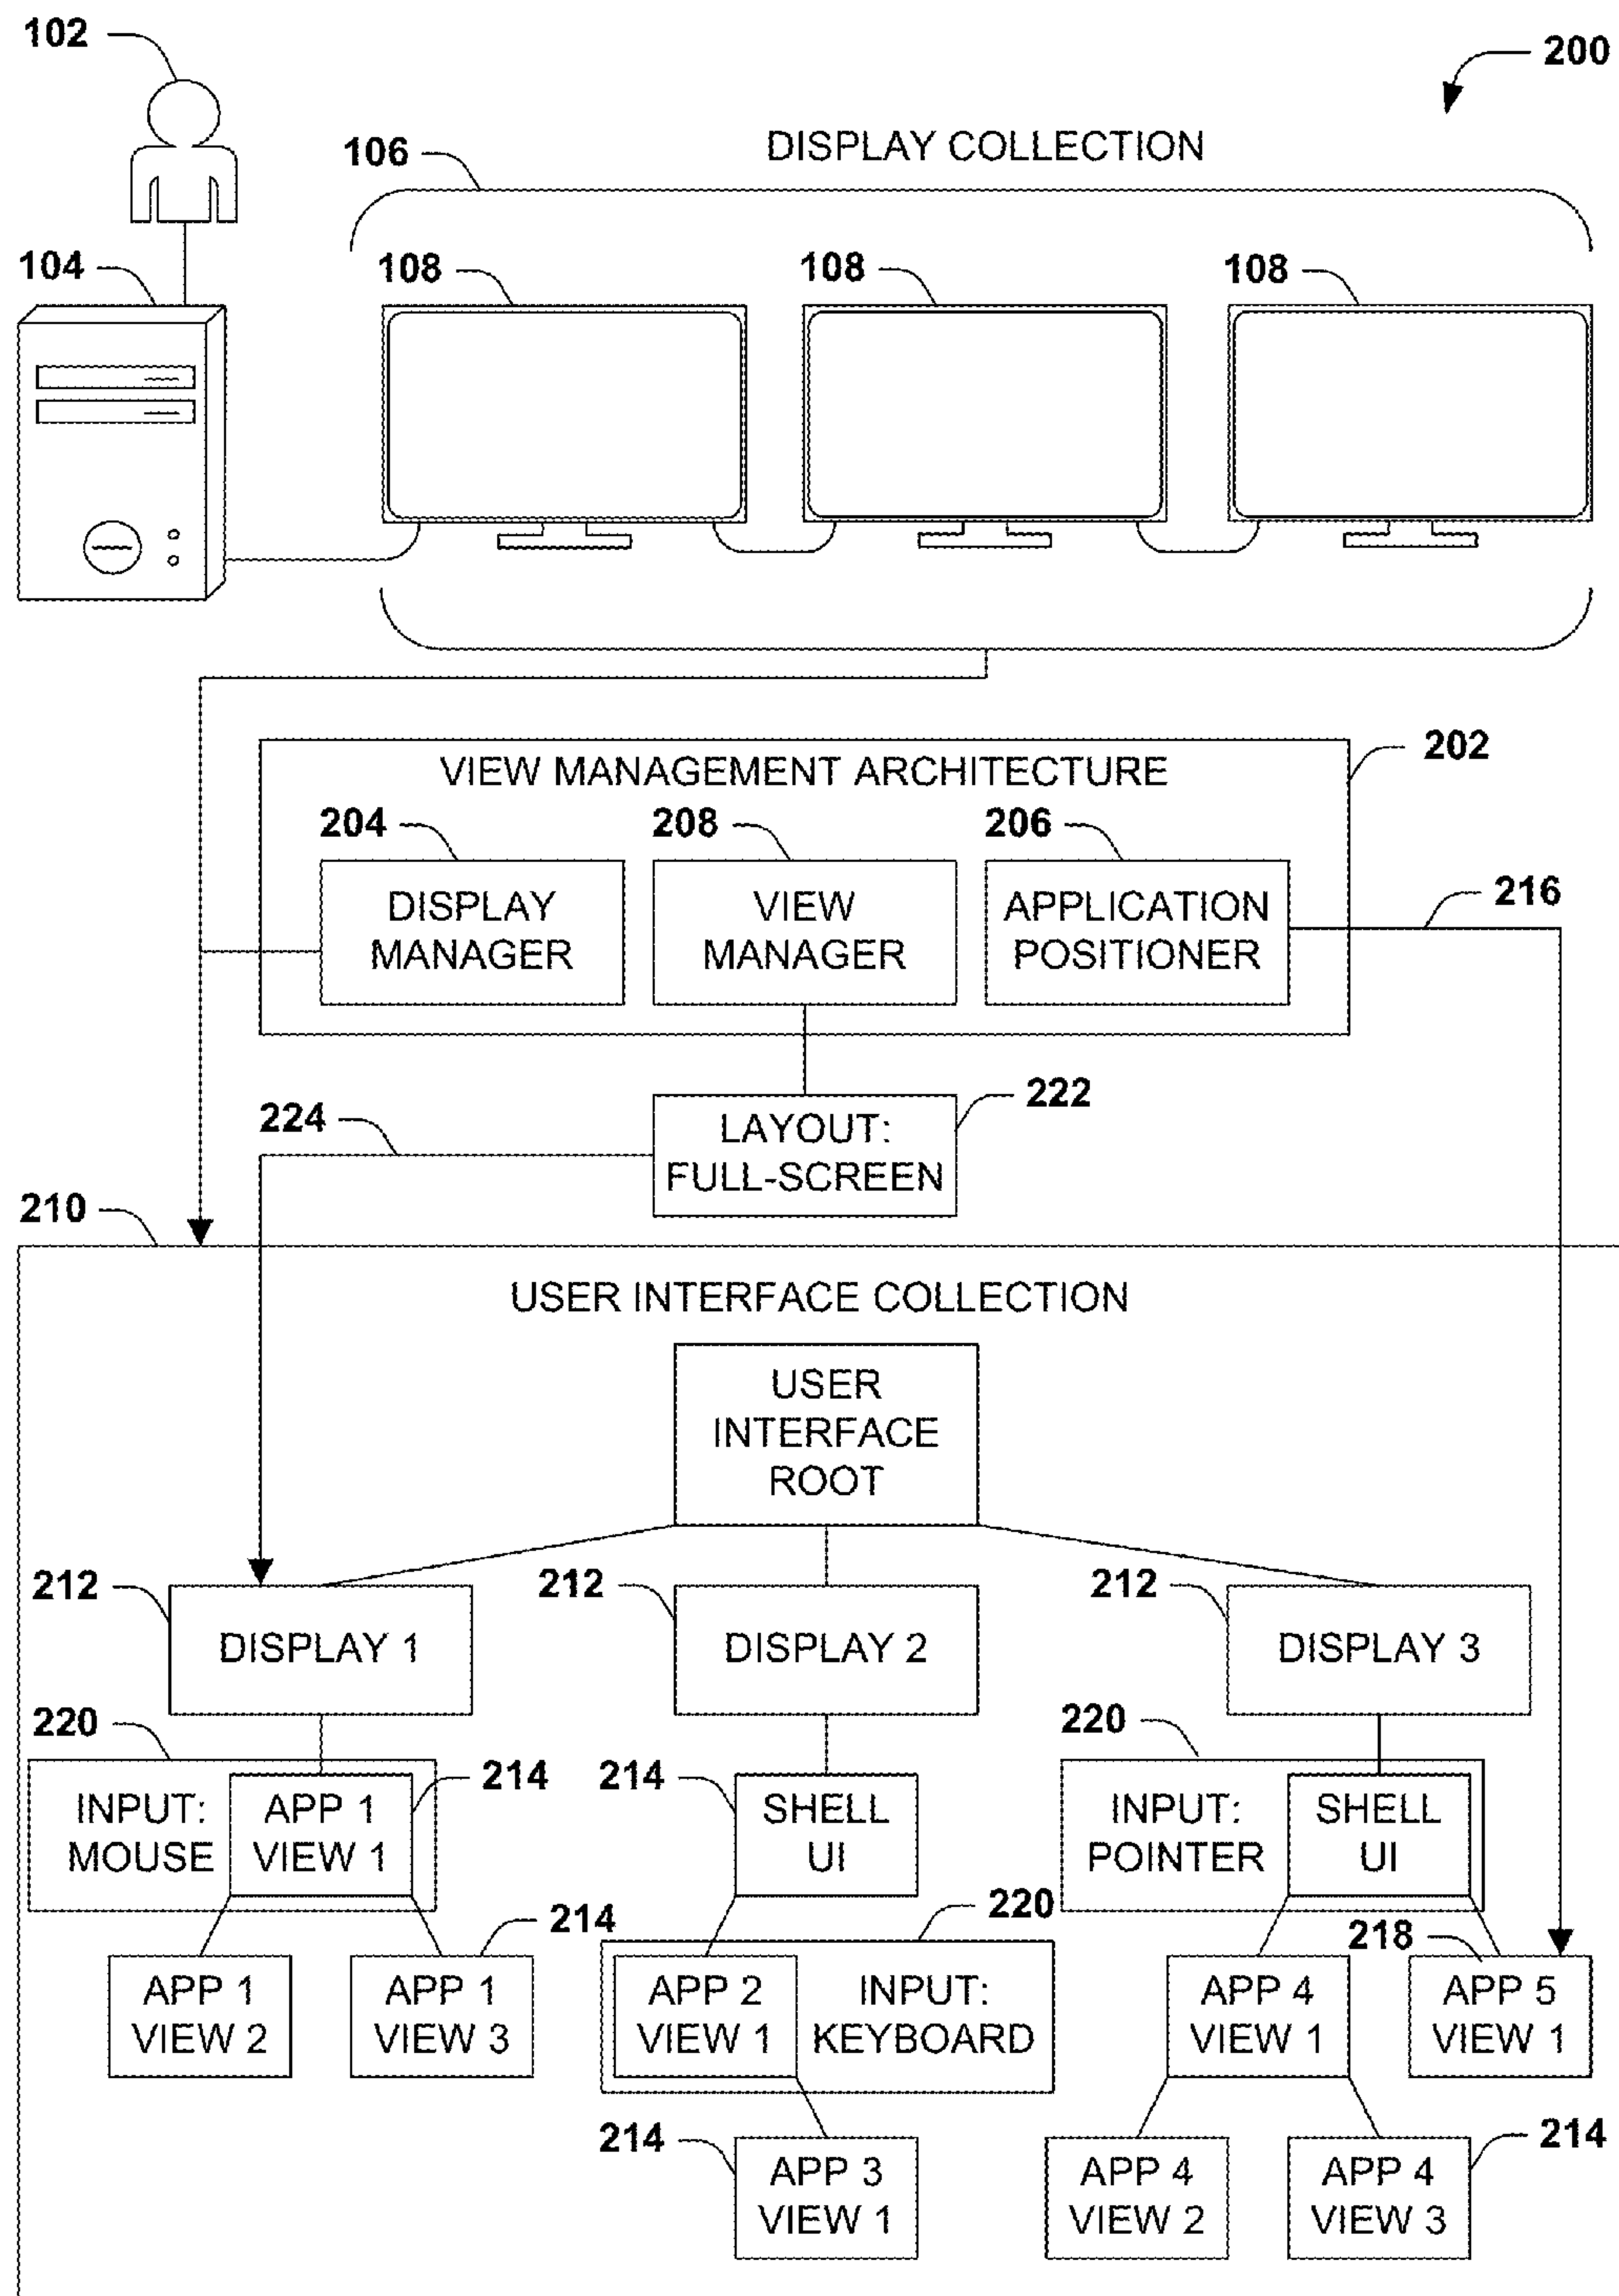 102
200
DISPLAY COLLECTION
106
104
108
108
108
202
VIEW MANAGEMENT ARCHITECTURE
204
208
206
DISPLAY
MANAGER
VIEW
MANAGER
APPLICATION
POSITIONER
216
222
224
LAYOUT:
FULL-SCREEN
210
USER INTERFACE COLLECTION
USER
INTERFACE
ROOT
212
212
212
DISPLAY 1
DISPLAY 2
DISPLAY 3
220
220
INPUT:
MOUSE
APP 1
VIEW 1
214
214
SHELL
UI
INPUT:
POINTER
SHELL
UI
214
220
218
APP 1
VIEW 2
APP 1
VIEW 3
APP 2
VIEW 1
INPUT:
KEYBOARD
APP 4
VIEW 1
APP 5
VIEW 1
214
214
APP 3
VIEW 1
APP 4
VIEW 2
APP 4
VIEW 3